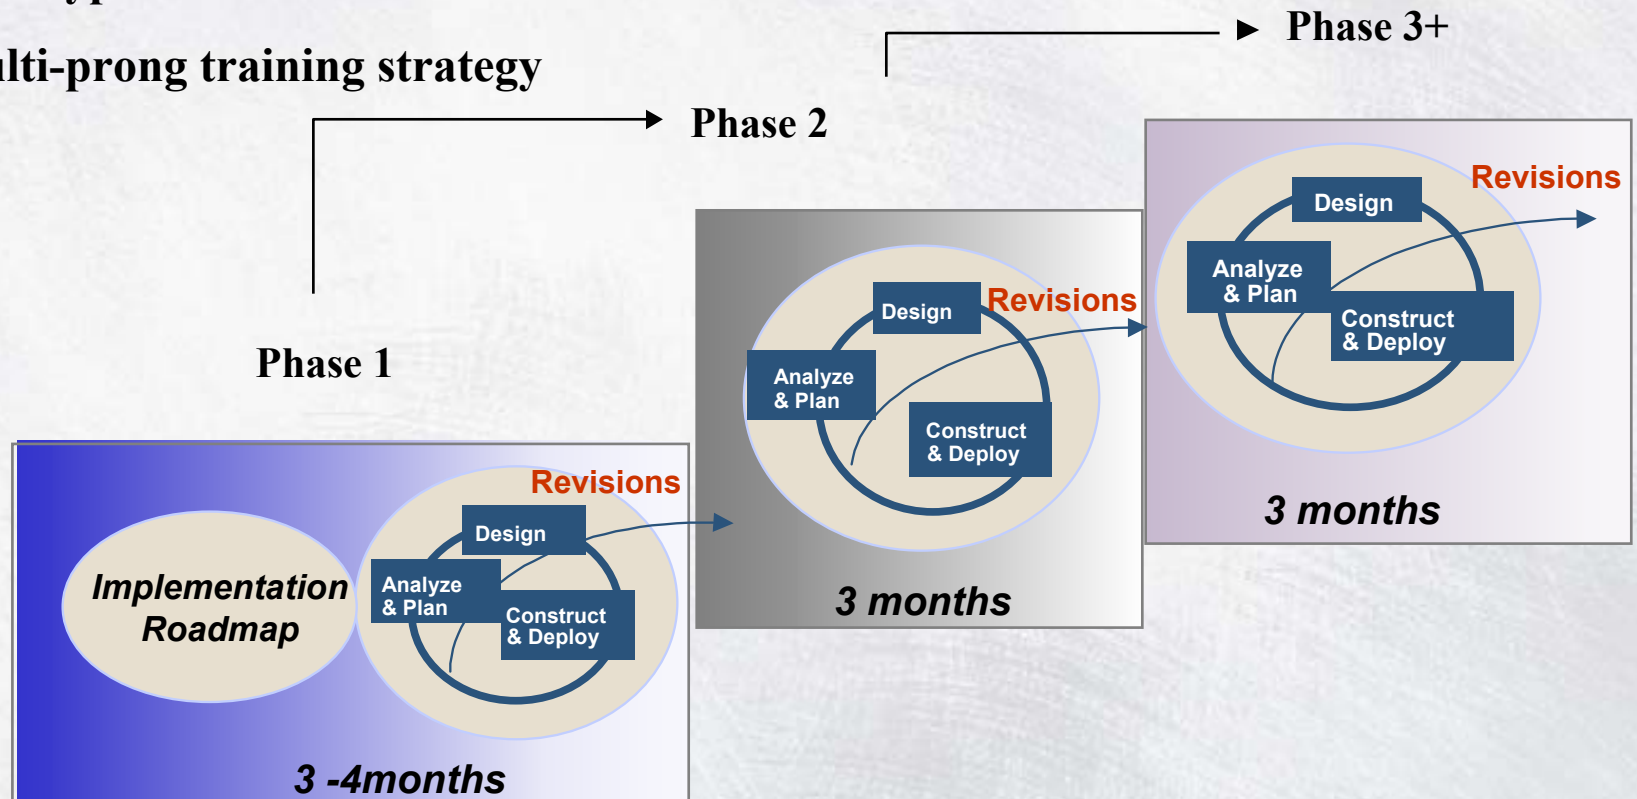 Phase 3+
ulti-prong training strategy
Phase 2
Revisions
Design
Analyze
& Plan
Construct
& Deploy
3 months
Revisions
Design
Analyze
& Plan
Construct
& Deploy
3 months
Phase 1
Revisions
Design
Analyze
& Plan
Construct
& Deploy
Implementation
Roadmap
3 -4months